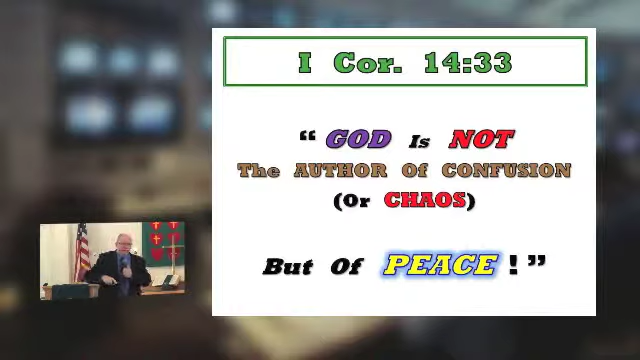 I Cor. 14:33
“GOD Is NOT
The AUTHOR Of CONFUSION
(Or CHAOS)
But Of PEACE!”